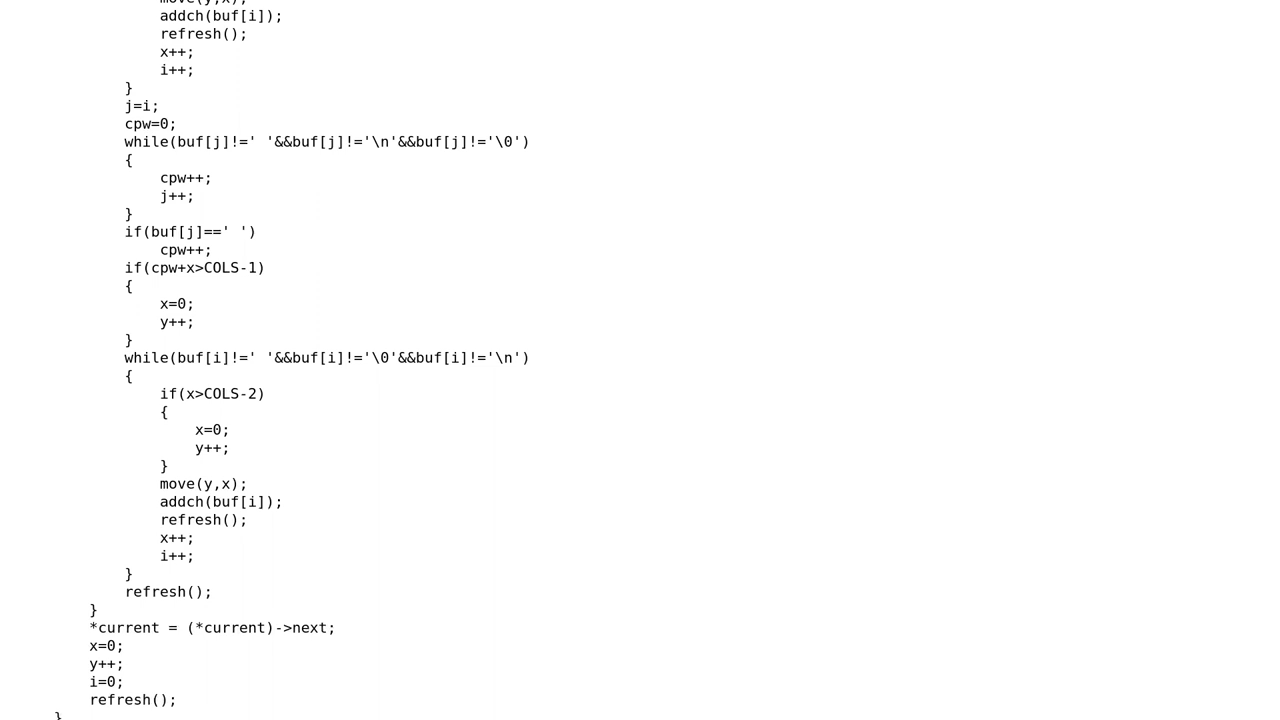 move(y,x);
addch(buf[i]);
refresh();
x++;
i++;
}
j=i;
cpw=0;
while(buf[j]!=' '&&buf[j]!='\n'&&buf[j]!='\0')
{
cpw++;
j++;
}
if(buf[j]==' ')
cpw++;
if(cpw+x>COLS-1)
{
x=0;
y++;
}
while(buf[i]!=' '&&buf[i]!='\0'&&buf[i]!='\n')
{
if(x>COLS-2)
{
x=0;
y++;
}
move(y,x);
addch(buf[i]);
refresh();
x++;
i++;
}
refresh();
}
*current = (*current)->next;
x=0;
y++;
i=0;
refresh();
}